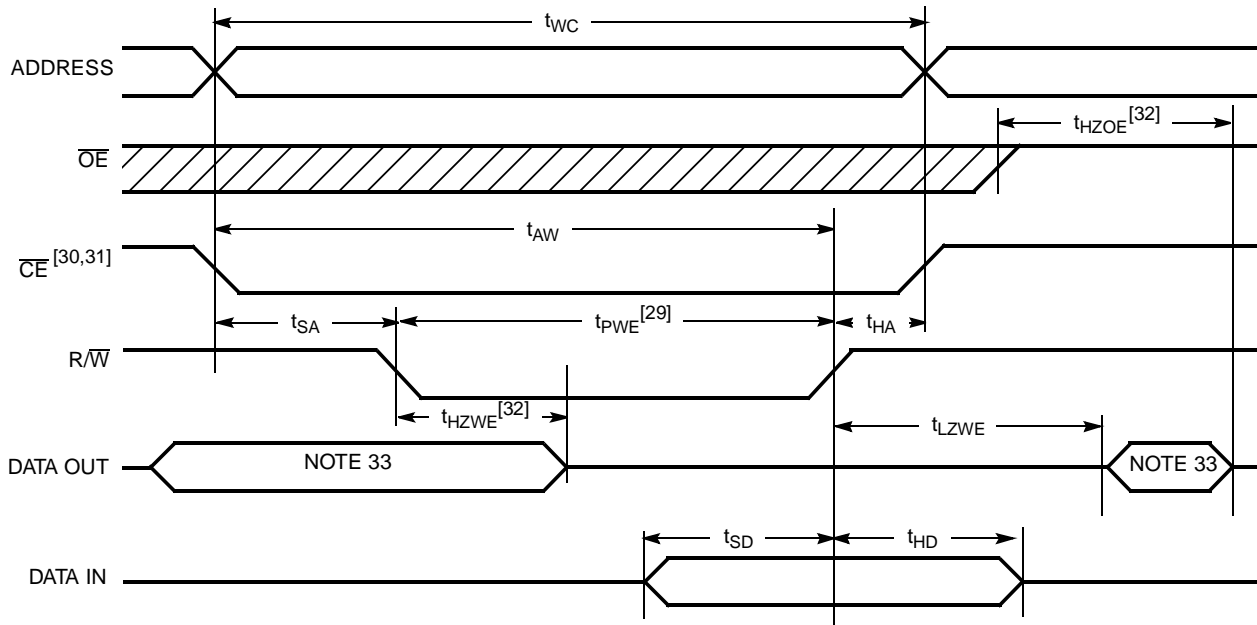 tWC
ADDRESS
tHZOE[32]
OE
tAW
CE [30,31]
tSA
tPWE[29]
tHA
R/W
tHZWE[32]
tLZWE
DATA OUT
NOTE 33
NOTE 33
tSD
tHD
DATA IN